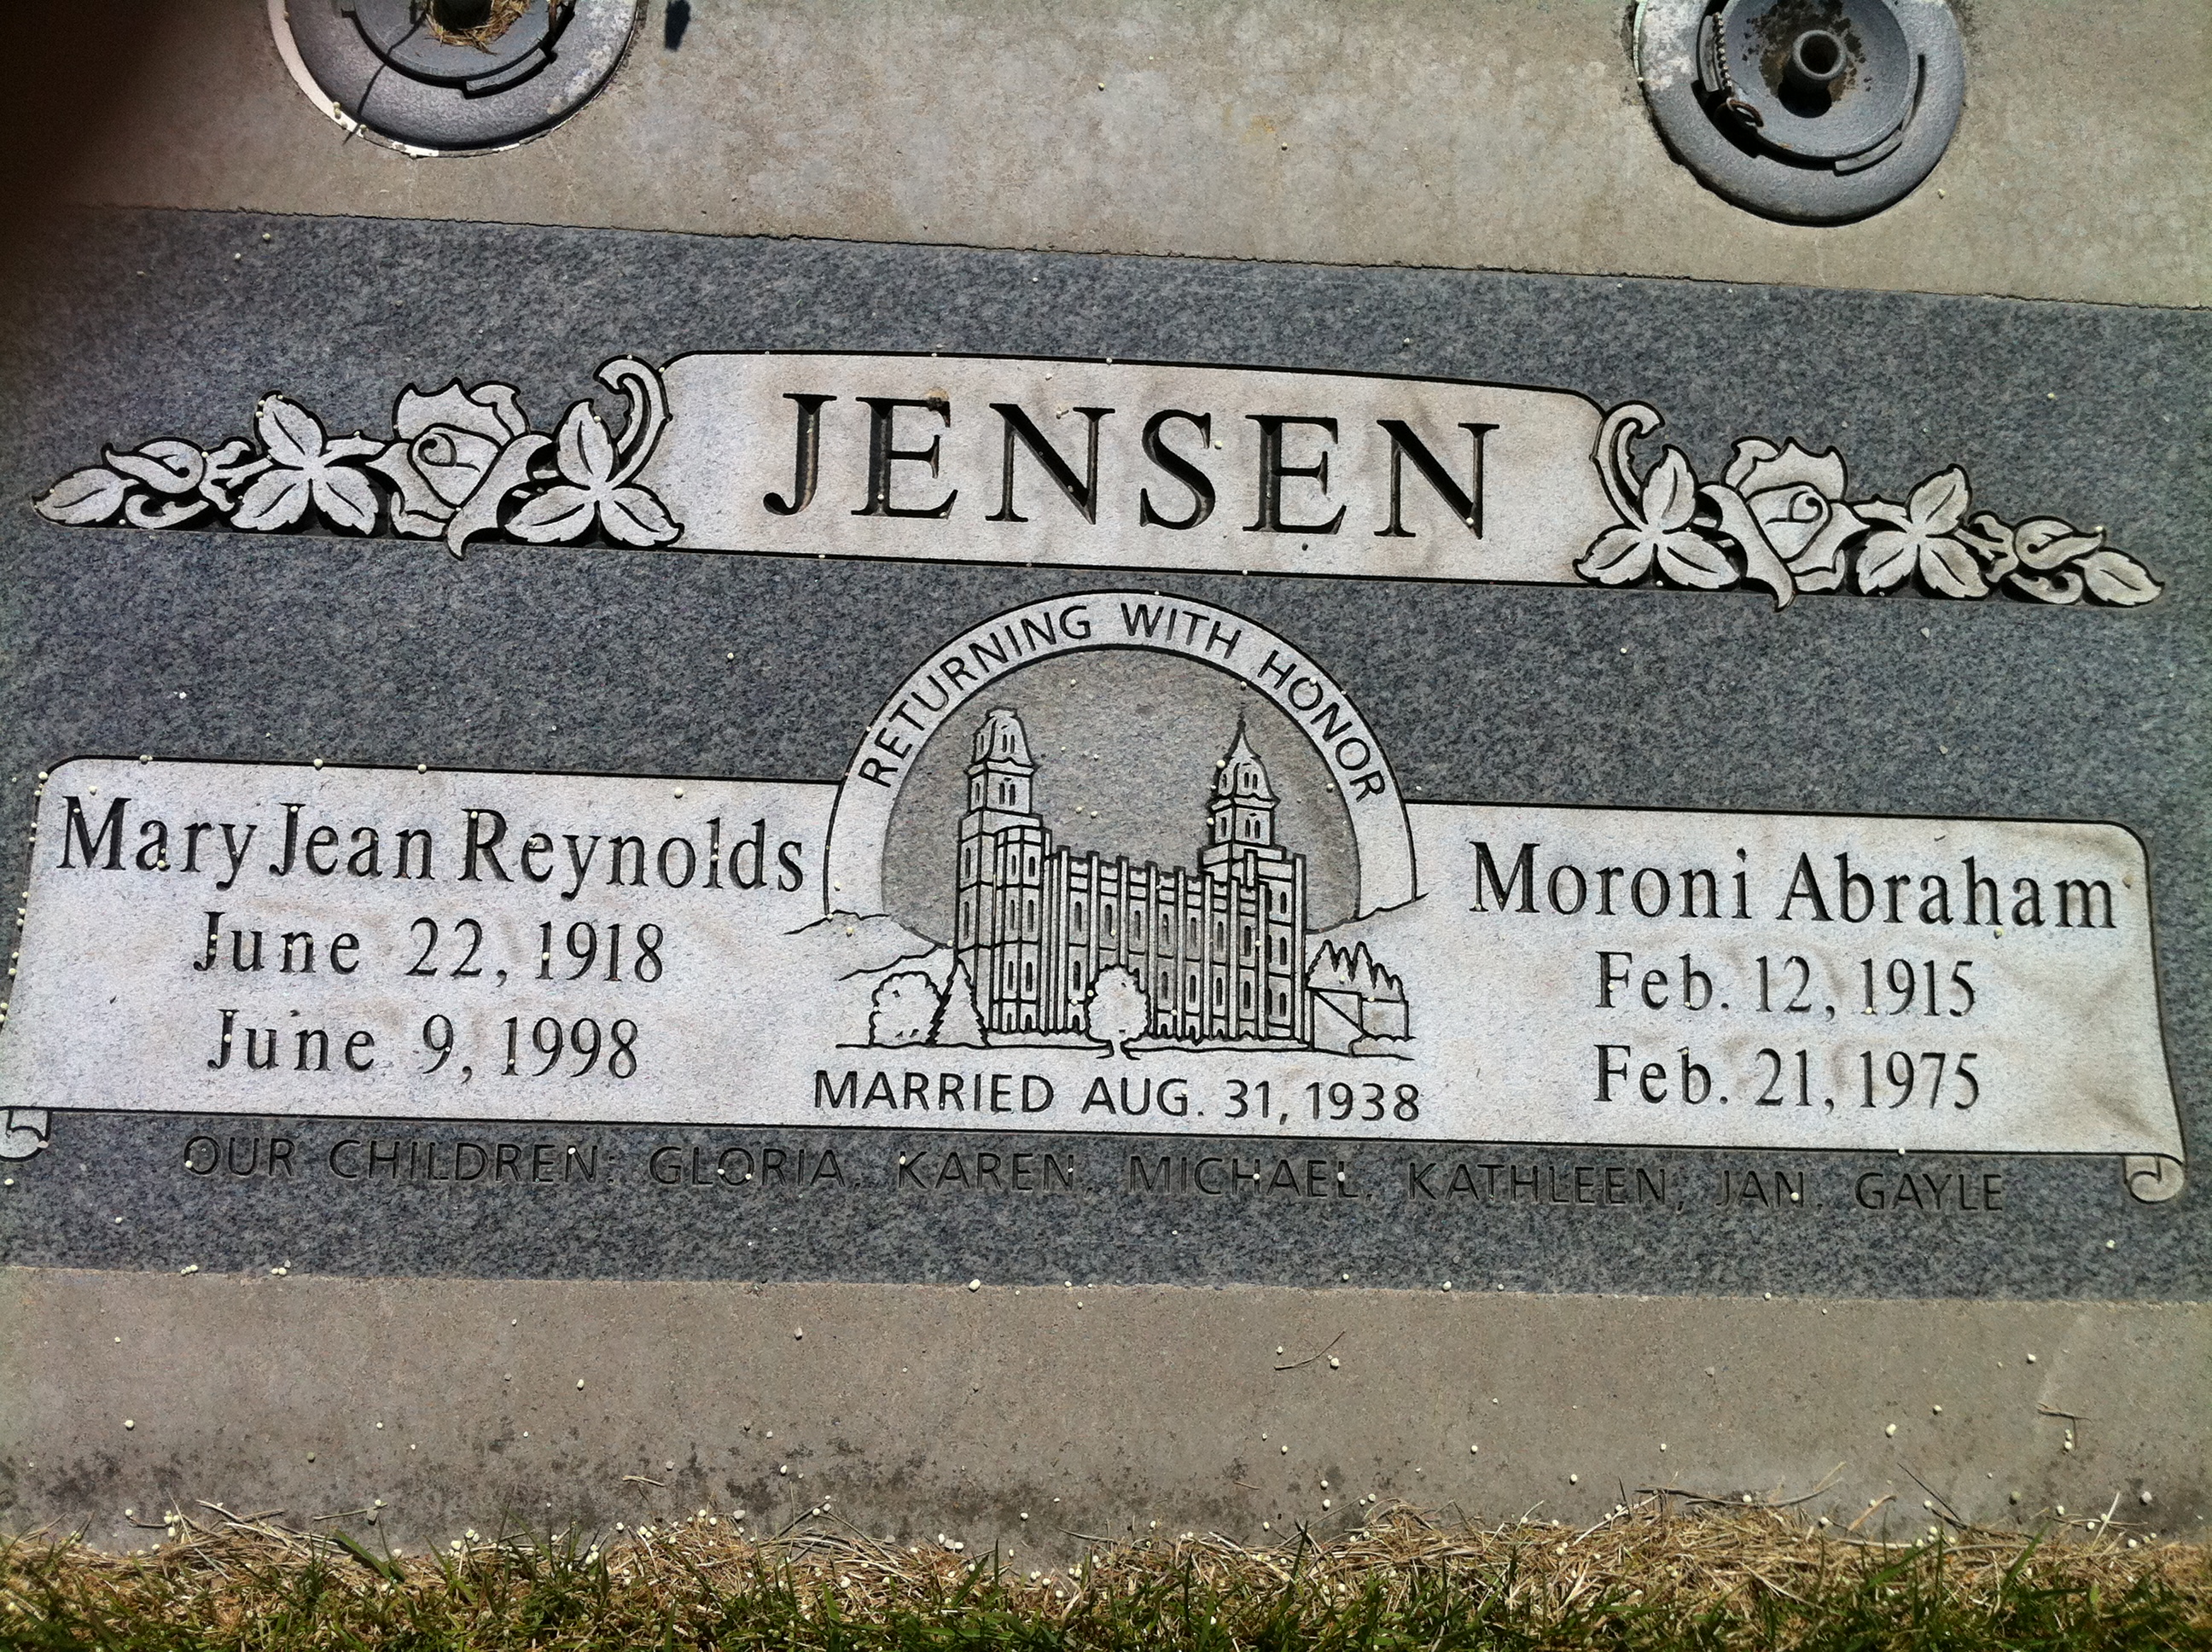 JENSEN
RETURNING WITH HONOR
Mary Jean Reynolds
June 22, 1918
June 9, 1998
Moroni Abraham
Feb. 12, 1915
Feb. 21, 1975
MARRIED AUG. 31, 1938
OUR CHILDREN: GLORIA, KAREN, MICHAEL, KATHLEEN, JAN, GAYLE